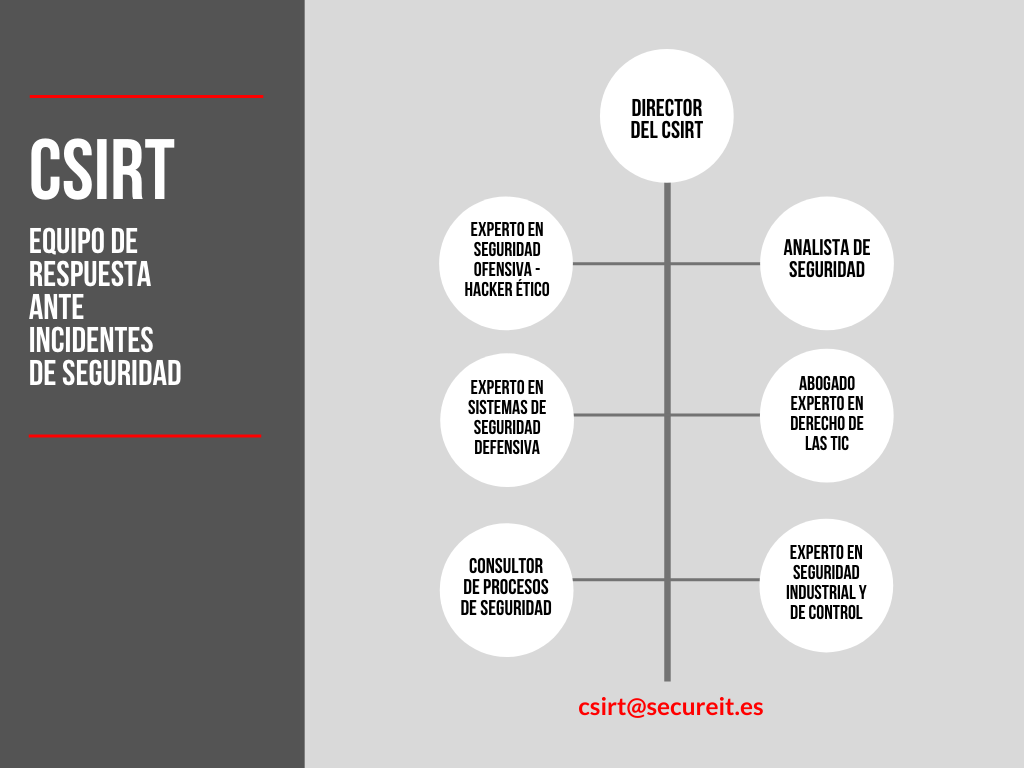 CSIRT
EQUIPO DE
RESPUESTA
ANTE
INCIDENTES
DE SEGURIDAD
DIRECTOR
DEL CSIRT
EXPERTO EN
SEGURIDAD
OFENSIVA -
HACKER ÉTICO
ANALISTA DE
SEGURIDAD
EXPERTO EN
SISTEMAS DE
SEGURIDAD
DEFENSIVA
ABOGADO
EXPERTO EN
DERECHO DE
LAS TIC
CONSULTOR
DE PROCESOS
DE SEGURIDAD
EXPERTO EN
SEGURIDAD
INDUSTRIAL Y
DE CONTROL
csirt@secureit.es